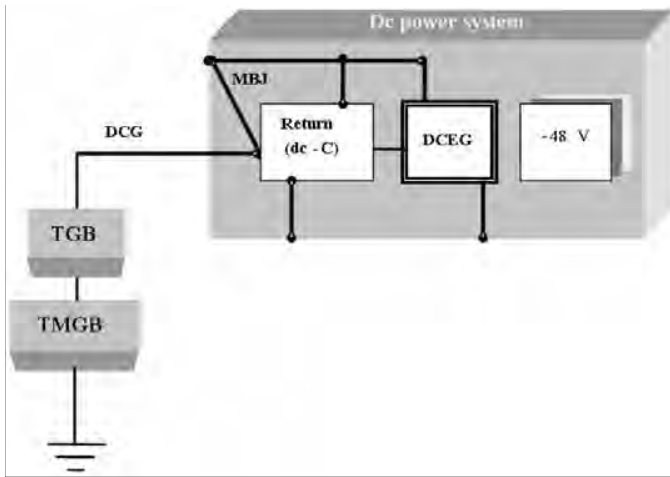 Dc power system
MBJ
DCG
Return
(dc - C)
DCEG
-48 V
TGB
TMGB